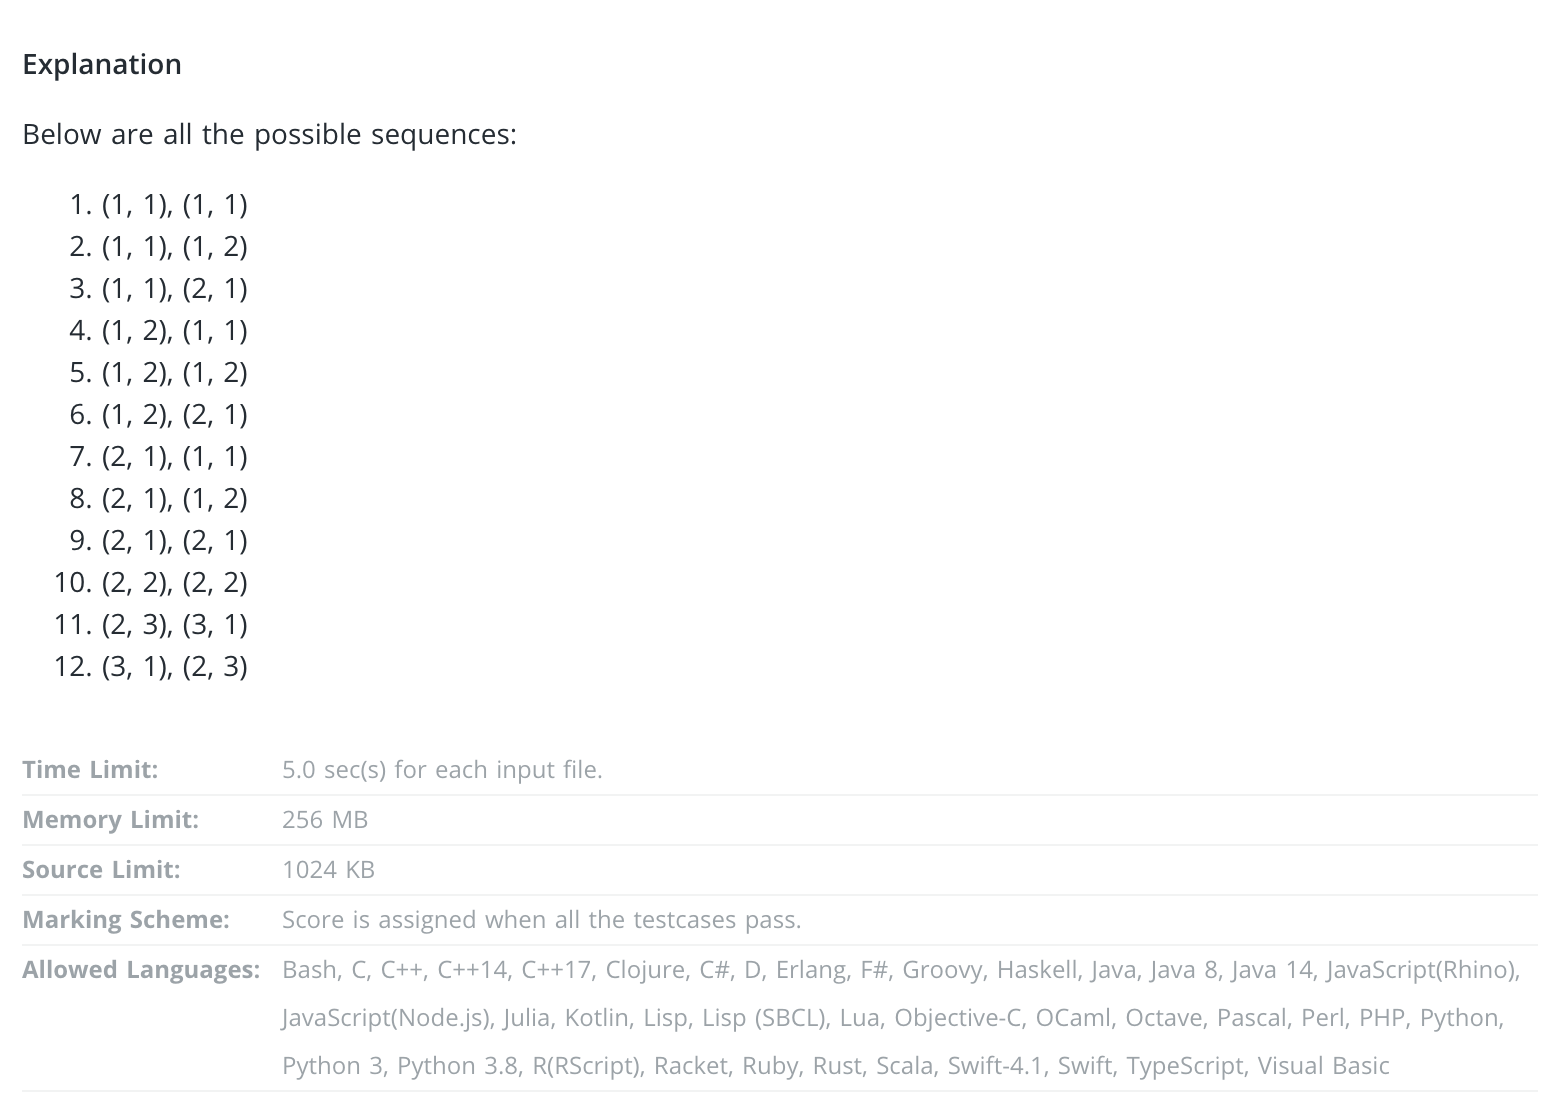 Explanation
Below are all the possible sequences:
1. (1, 1), (1, 1)
2. (1, 1), (1, 2)
3. (1, 1), (2, 1)
4. (1, 2), (1, 1)
5. (1, 2), (1, 2)
6. (1, 2), (2, 1)
7. (2, 1), (1, 1)
8. (2, 1), (1, 2)
9. (2, 1), (2, 1)
10. (2, 2), (2, 2)
11. (2, 3), (3, 1)
12. (3, 1), (2, 3)
Time Limit: 5.0 sec(s) for each input file.
Memory Limit: 256 MB
Source Limit: 1024 KB
Marking Scheme: Score is assigned when all the testcases pass.
Allowed Languages: Bash, C, C++, C++14, C++17, Clojure, C#, D, Erlang, F#, Groovy, Haskell, Java, Java 8, Java 14, JavaScript(Rhino),
JavaScript(Node.js), Julia, Kotlin, Lisp, Lisp (SBCL), Lua, Objective-C, OCaml, Octave, Pascal, Perl, PHP, Python,
Python 3, Python 3.8, R(RScript), Racket, Ruby, Rust, Scala, Swift-4.1, Swift, TypeScript, Visual Basic